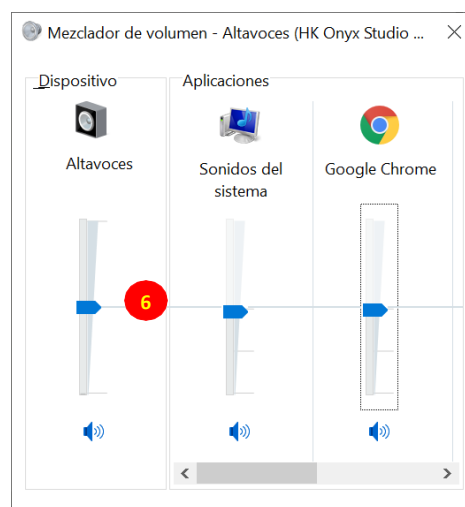 Mezclador de volumen - Altavoces (HK Onyx Studio ...
Dispositivo
Aplicaciones
Altavoces
Sonidos del
sistema
Google Chrome
6